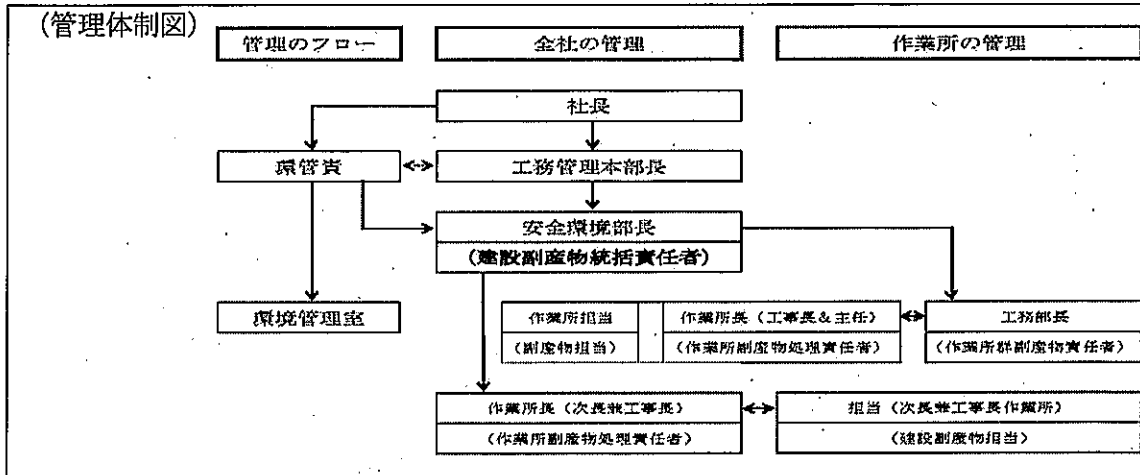 (管理体制図)
管理のフロー
全社の管理
作業所の管理
社長
環管責
工務管理本部長
安全環境部長
(建設副産物統括責任者)
環境管理室
作業所担当
(副産物担当)
作業所長(工事長&主任)
(作業所副産物処理責任者)
工務部長
(作業所群副産物責任者)
作業所長(次長兼工事長)
(作業所副産物処理責任者)
担当(次長兼工事長作業所)
(建設副産物担当)